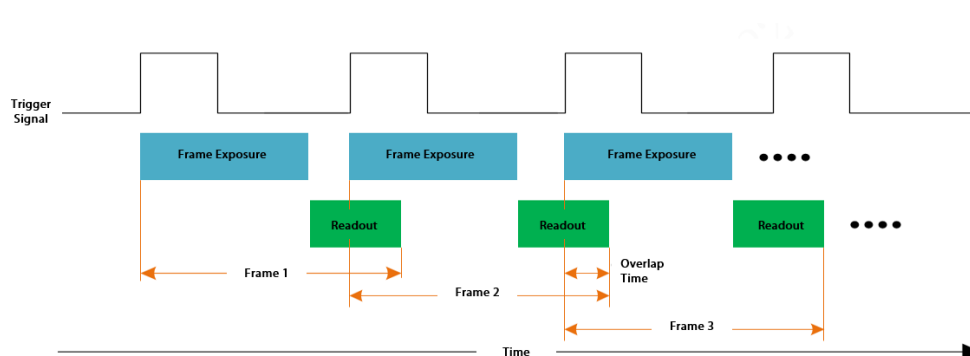 Trigger
Signal
Frame Exposure
Frame Exposure
Frame Exposure
Readout
Readout
Readout
Frame 1
Overlap
Time
Frame 2
Frame 3
Time